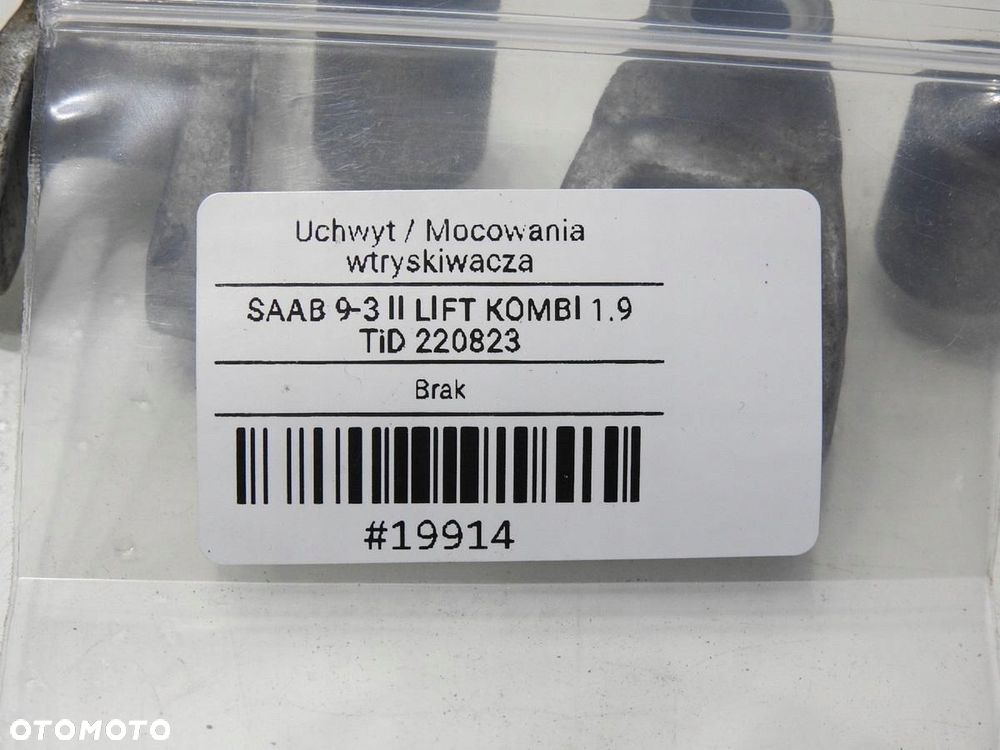 Uchwyt / Mocowania
wtryskiwacza
SAAB 9-3 II LIFT KOMBI 1.9
TiD 220823
Brak
#19914
OTOMOTO